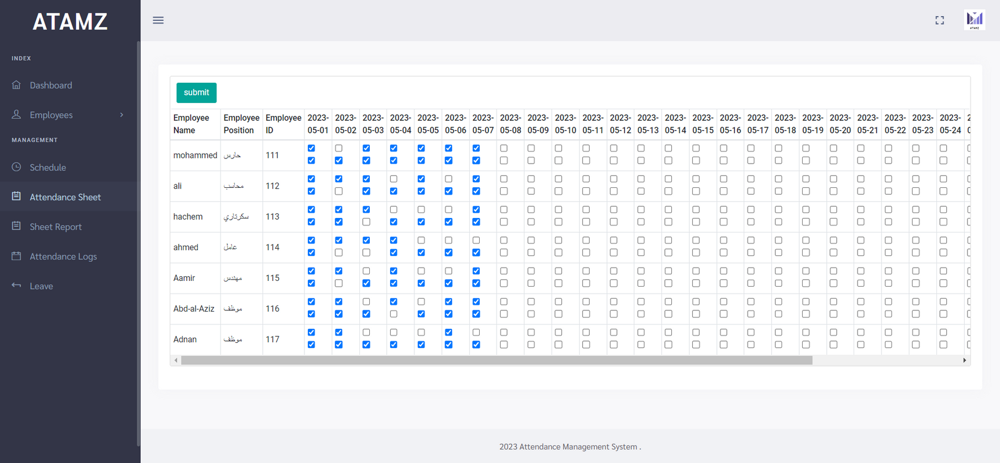 ATAMZ
ATAMZ
INDEX
Dashboard
Employees
MANAGEMENT
Schedule
Attendance Sheet
Sheet Report
Attendance Logs
Leave
submit
Employee Name Employee Position Employee ID 2023-05-01 2023-05-02 2023-05-03 2023-05-04 2023-05-05 2023-05-06 2023-05-07 2023-05-08 2023-05-09 2023-05-10 2023-05-11 2023-05-12 2023-05-13 2023-05-14 2023-05-15 2023-05-16 2023-05-17 2023-05-18 2023-05-19 2023-05-20 2023-05-21 2023-05-22 2023-05-23 2023-05-24
mohammed حارس 111
ali محاسب 112
hachem سكرتاري 113
ahmed عامل 114
Aamir مهندس 115
Abd-al-Aziz موظف 116
Adnan موظف 117
2023 Attendance Management System .